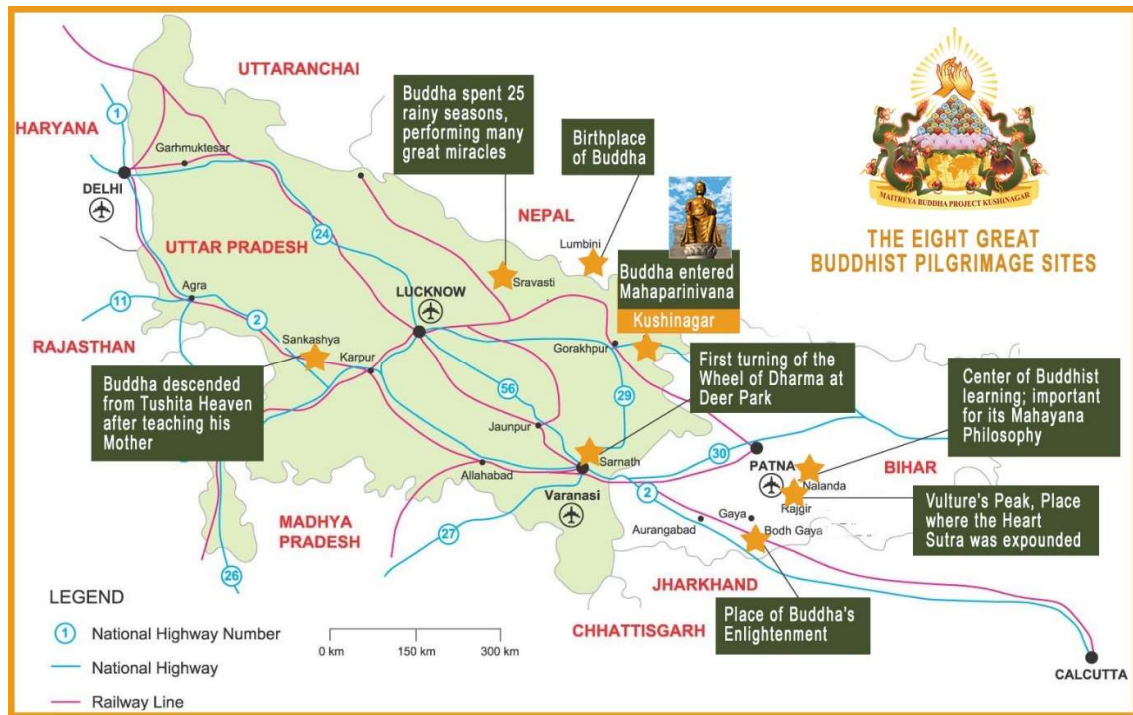 MAITREYA BUDDHA PROJECT KUSHINAGAR
THE EIGHT GREAT
BUDDHIST PILGRIMAGE SITES
UTTARANCHAI
HARYANA
1
Garhmuktesar
DELHI
UTTAR PRADESH
24
Buddha spent 25
rainy seasons,
performing many
great miracles
Birthplace
of Buddha
NEPAL
Lumbini
Sravasti
Buddha entered
Mahaparinivana
Kushinagar
Agra
11
2
RAJASTHAN
LUCKNOW
Sankashya
Karpur
Gorakhpur
Buddha descended
from Tushita Heaven
after teaching his
Mother
56
29
First turning of the
Wheel of Dharma at
Deer Park
Center of Buddhist
learning; important
for its Mahayana
Philosophy
Jaunpur
Sarnath
30
Allahabad
Varanasi
2
PATNA
Nalanda
BIHAR
Rajgir
Vulture's Peak, Place
where the Heart
Sutra was expounded
MADHYA
PRADESH
27
26
Aurangabad
Gaya
Bodh Gaya
JHARKHAND
CHHATTISGARH
Place of Buddha's
Enlightenment
CALCUTTA
LEGEND
1 National Highway Number
National Highway
Railway Line
0 km 150 km 300 km